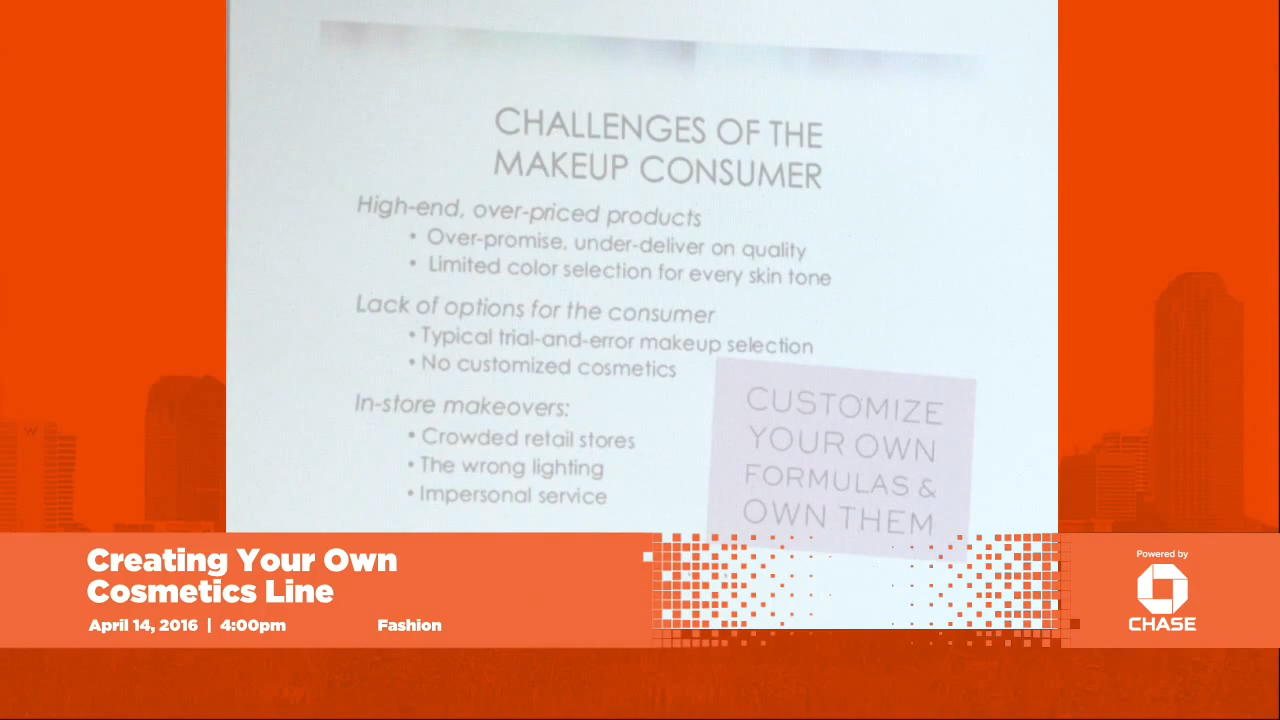 CHALLENGES OF THE
MAKEUP CONSUMER
High-end, over-priced products
• Over-promise, under-deliver on quality
• Limited color selection for every skin tone
Lack of options for the consumer
• Typical trial-and-error makeup selection
• No customized cosmetics
In-store makeovers:
• Crowded retail stores
• The wrong lighting
• Impersonal service
CUSTOMIZE
YOUR OWN
FORMULAS &
OWN THEM
W
Creating Your Own
Cosmetics Line
April 14, 2016 | 4:00pm
Fashion
Powered by
CHASE